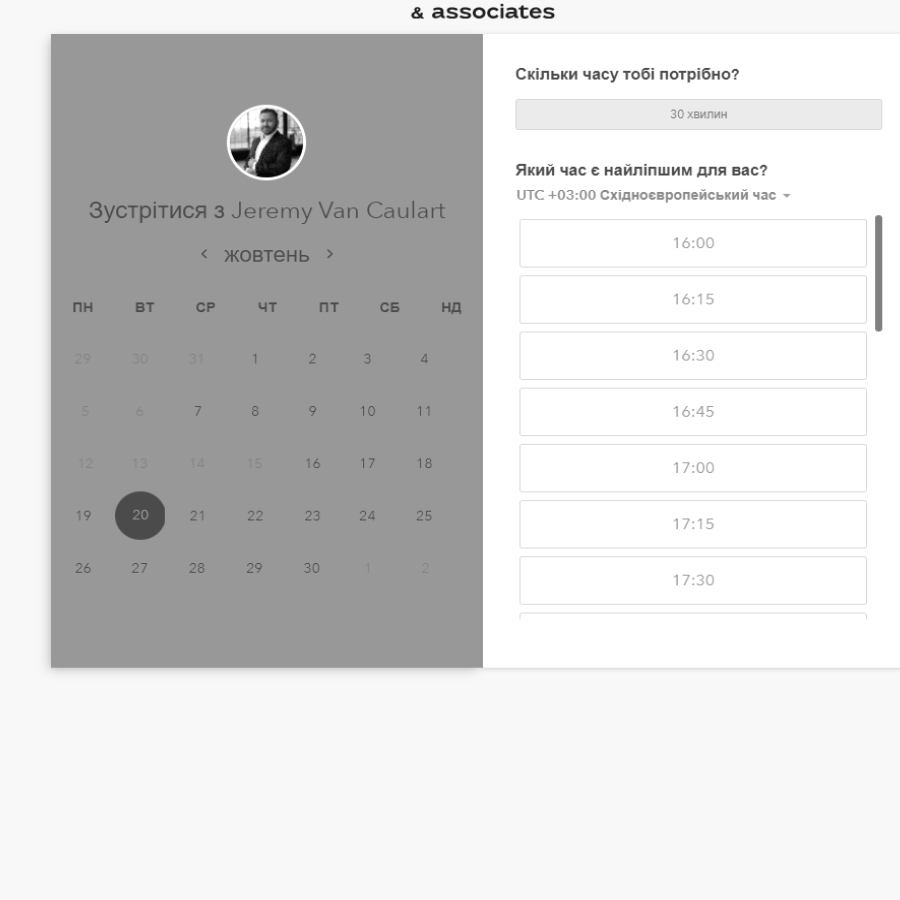 & associates
Зустрітися з Jeremy Van Caulart
жовтень
ПН ВТ СР ЧТ ПТ СБ НД
29 30 31 1 2 3 4
5 6 7 8 9 10 11
12 13 14 15 16 17 18
19 20 21 22 23 24 25
26 27 28 29 30 1 2
Скільки часу тобі потрібно?
30 хвилин
Який час є найліпшим для вас?
UTC +03:00 Східноєвропейський час
16:00
16:15
16:30
16:45
17:00
17:15
17:30